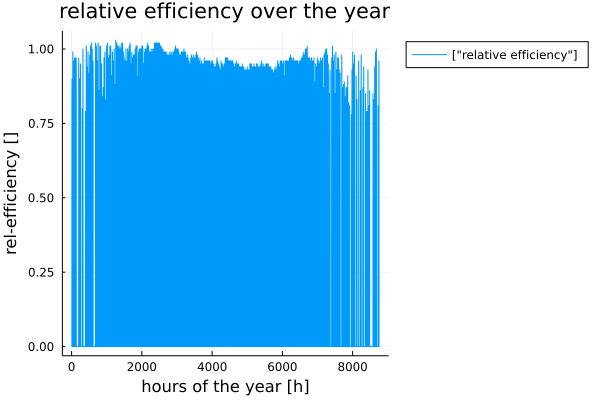 relative efficiency over the year
["relative efficiency"]
1.00
0.75
0.50
0.25
0.00
rel-efficiency []
0
2000
4000
6000
8000
hours of the year [h]